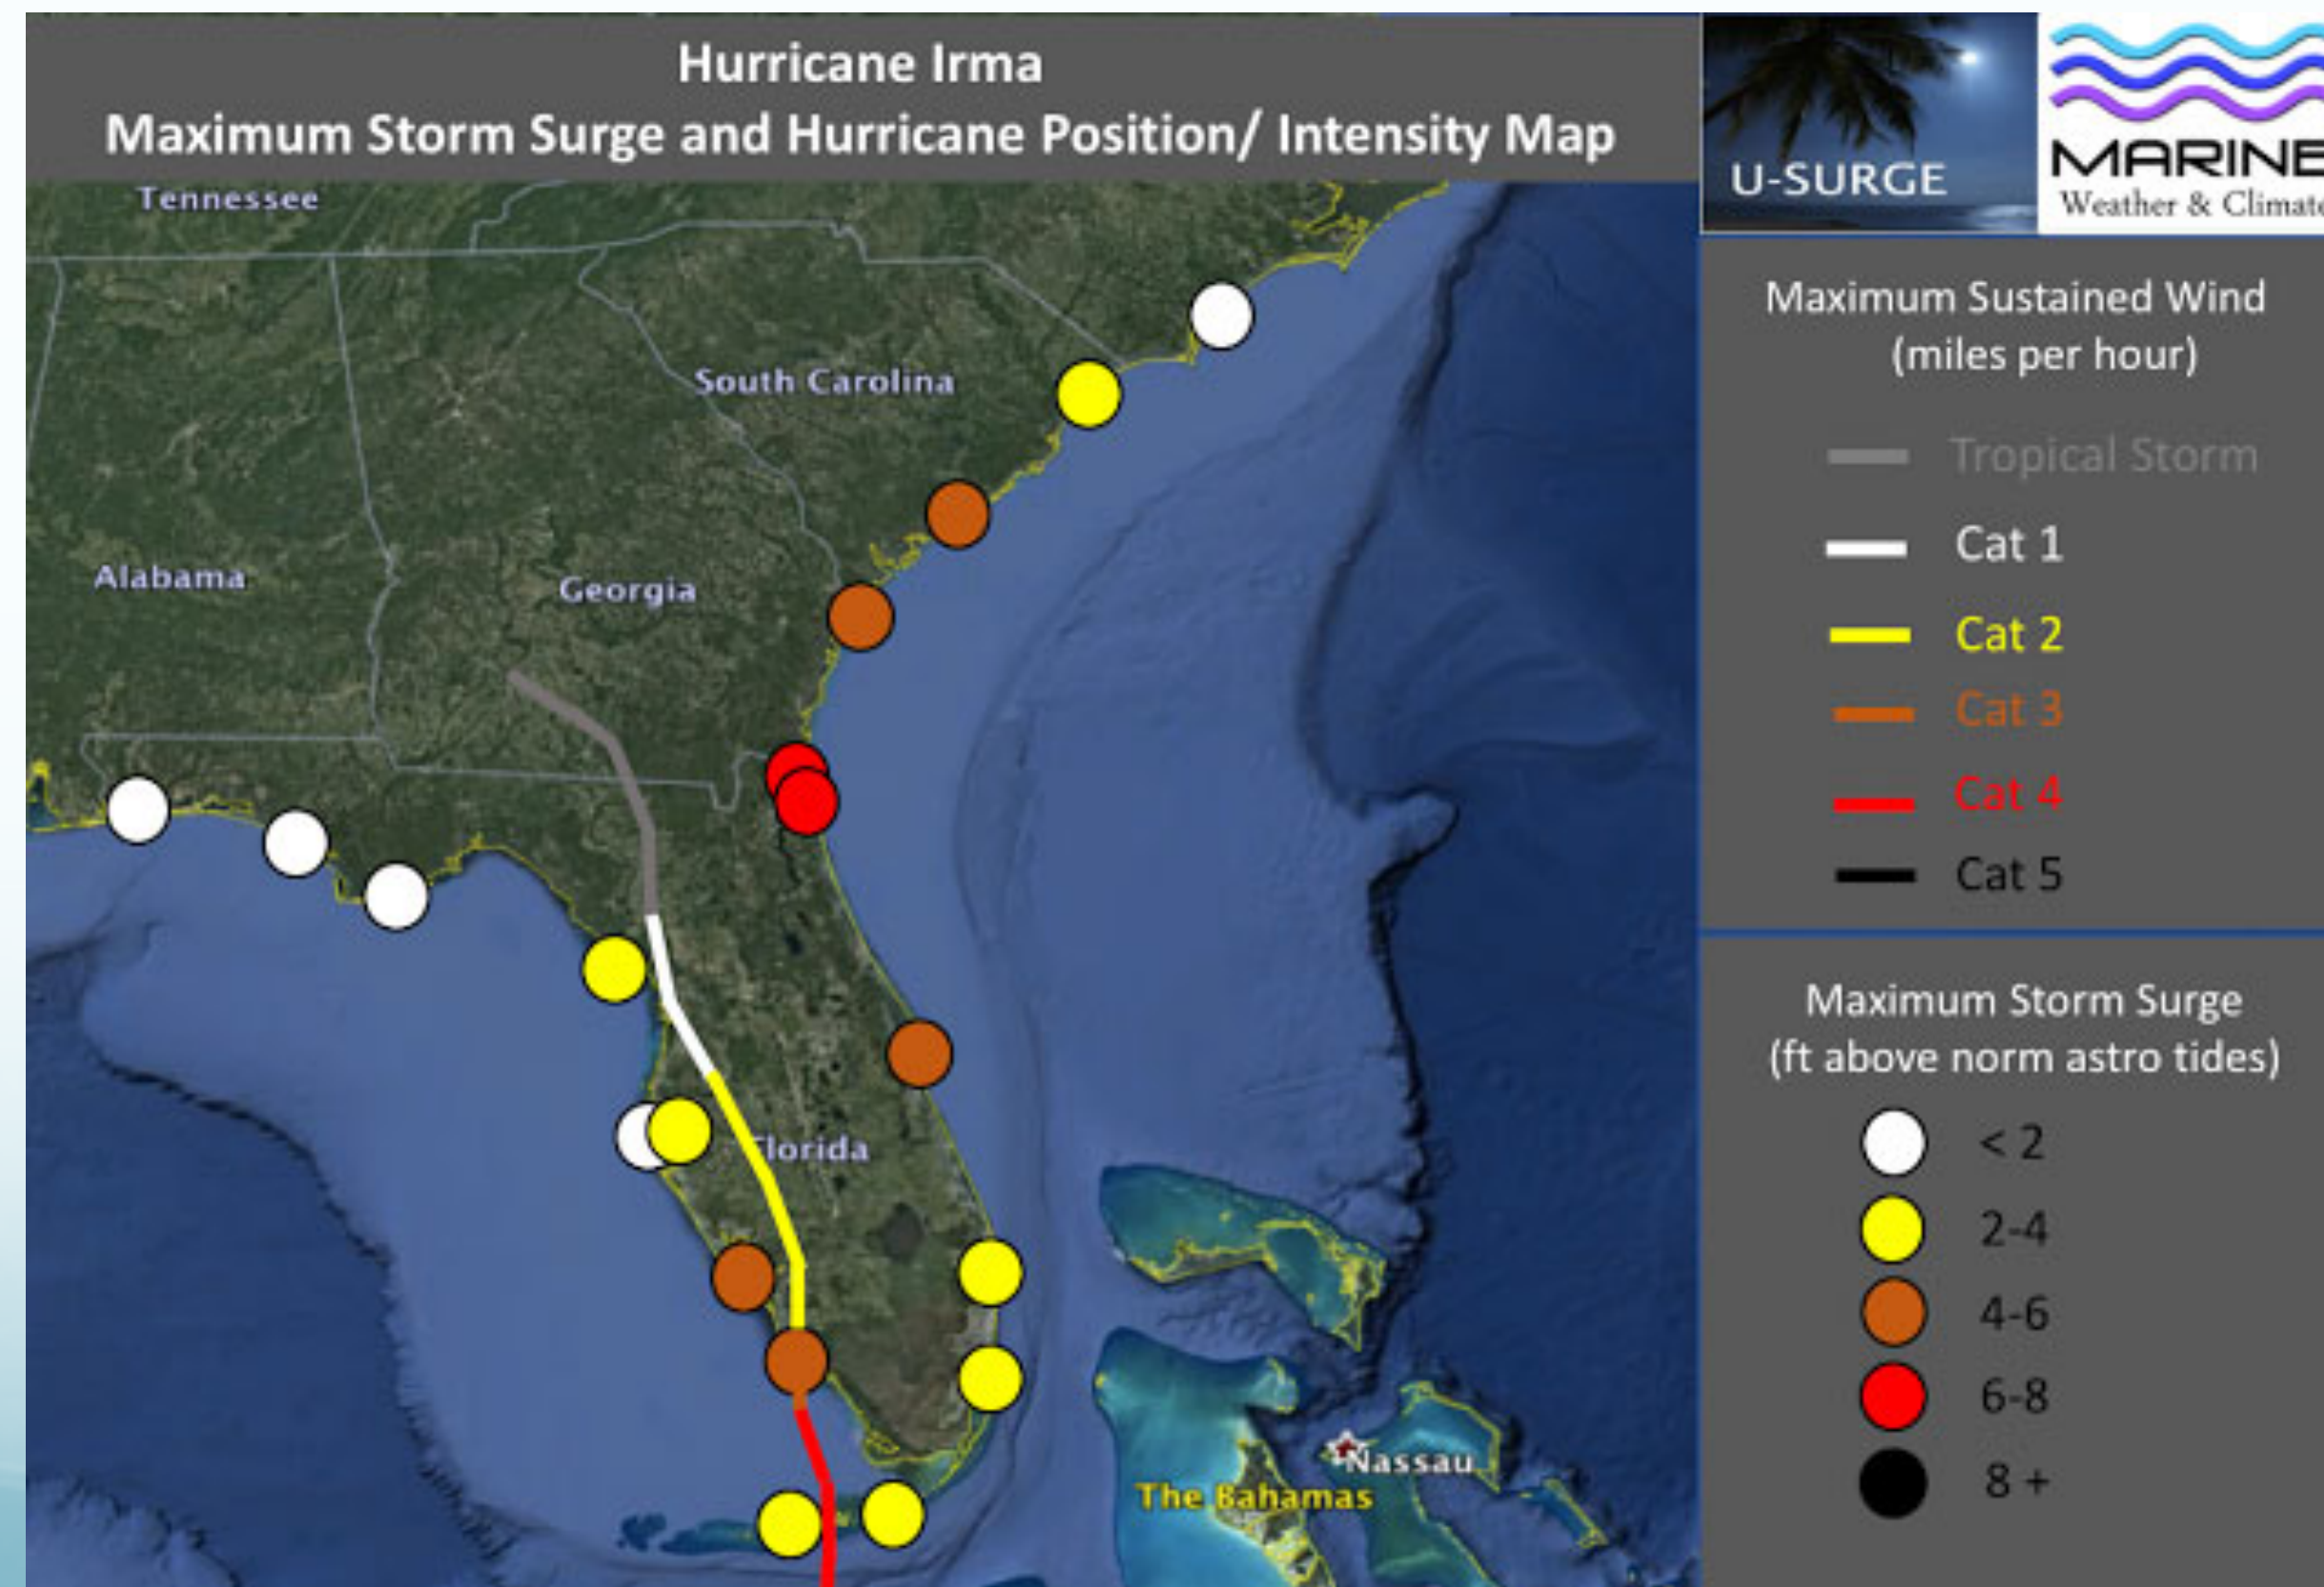 Hurricane Irma
Maximum Storm Surge and Hurricane Position/ Intensity Map
U-SURGE
MARINE
Weather & Climate
Tennessee
South Carolina
Alabama
Georgia
Florida
Nassau
The Bahamas
Maximum Sustained Wind
(miles per hour)
Tropical Storm
Cat 1
Cat 2
Cat 3
Cat 4
Cat 5
Maximum Storm Surge
(ft above norm astro tides)
< 2
2-4
4-6
6-8
8 +